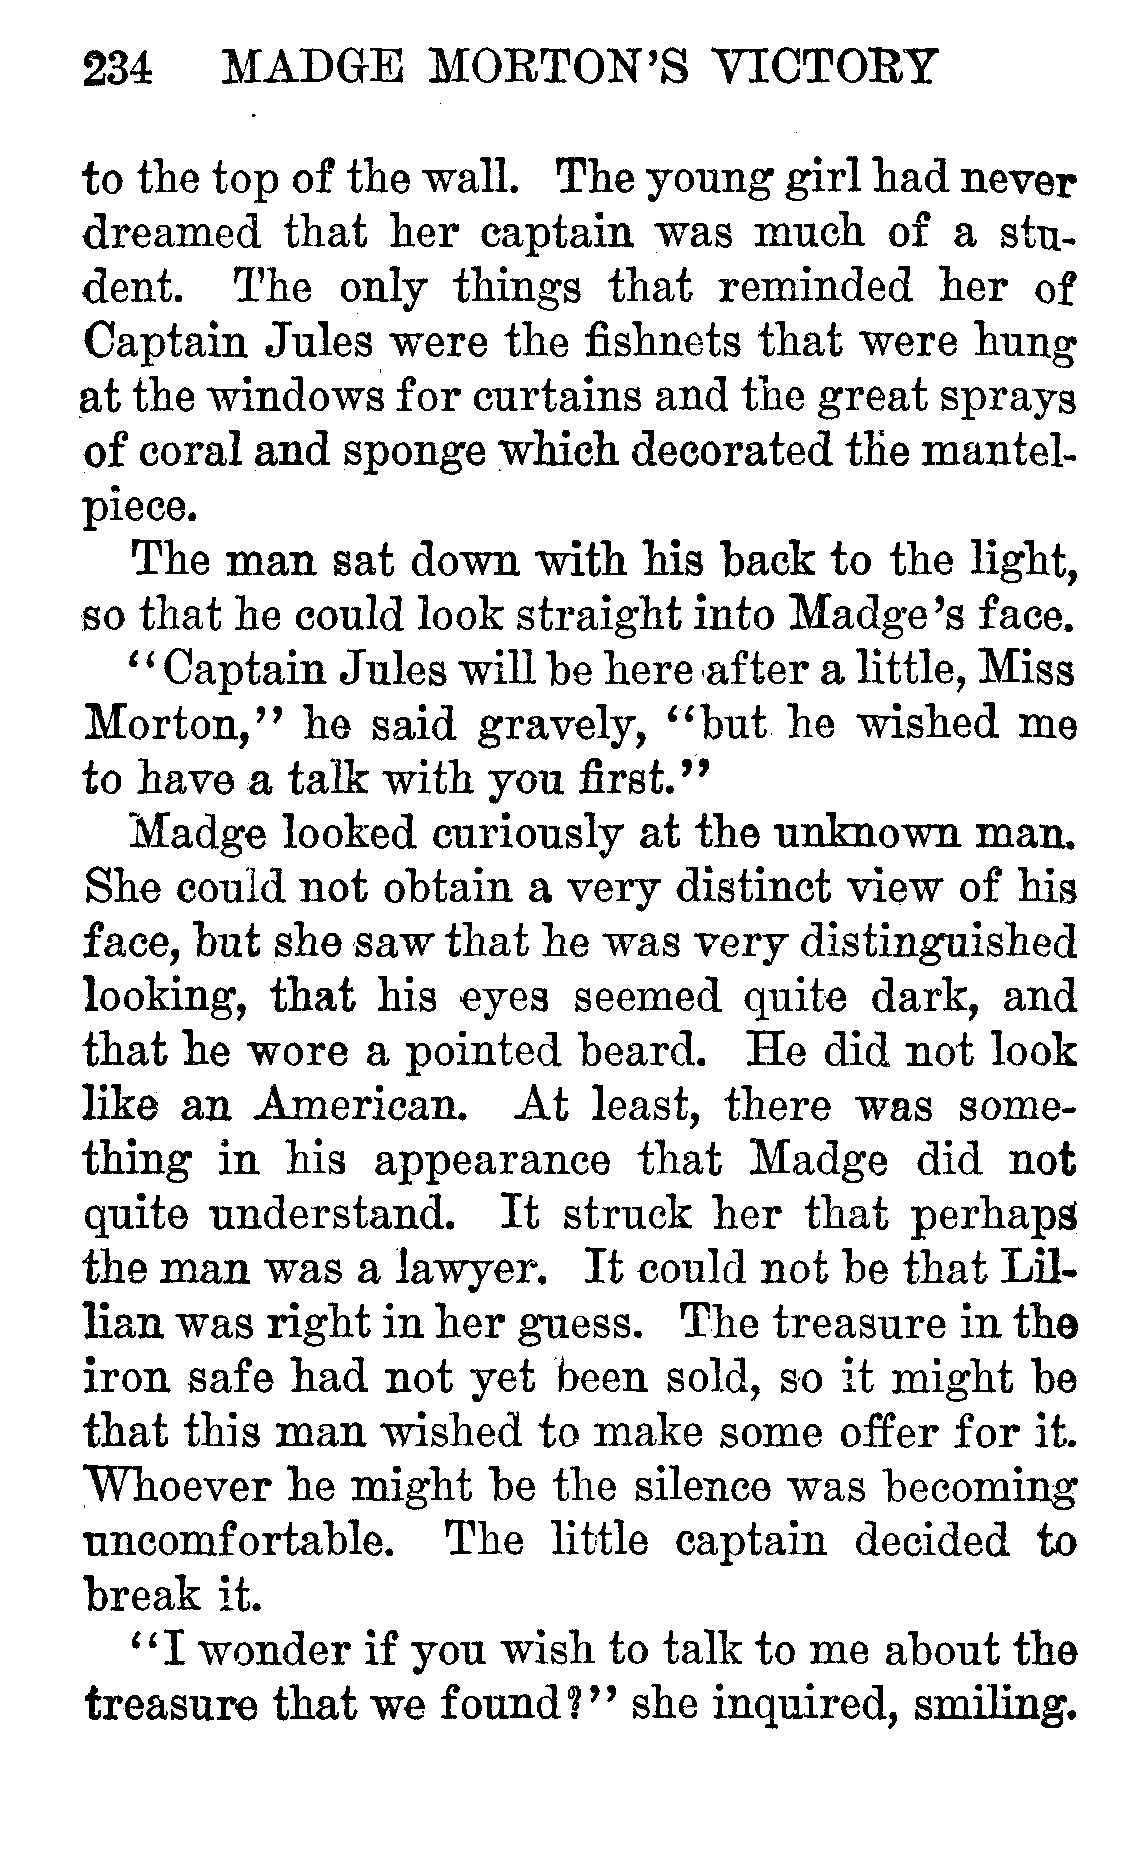 234 MADGE MORTON'S VICTORY
to the top of the wall. The young girl had never
dreamed that her captain was much of a stu-
dent. The only things that reminded her of
Captain Jules were the fishnets that were hung
at the windows for curtains and the great sprays
of coral and sponge which decorated the mantel-
piece.
The man sat down with his back to the light,
so that he could look straight into Madge's face.
"Captain Jules will be here after a little, Miss
Morton," he said gravely, "but he wished me
to have a talk with you first."
Madge looked curiously at the unknown man.
She could not obtain a very distinct view of his
face, but she saw that he was very distinguished
looking, that his eyes seemed quite dark, and
that he wore a pointed beard. He did not look
like an American. At least, there was some-
thing in his appearance that Madge did not
quite understand. It struck her that perhaps
the man was a lawyer. It could not be that Lil-
lian was right in her guess. The treasure in the
iron safe had not yet been sold, so it might be
that this man wished to make some offer for it.
Whoever he might be the silence was becoming
uncomfortable. The little captain decided to
break it.
"I wonder if you wish to talk to me about the
treasure that we found?" she inquired, smiling.